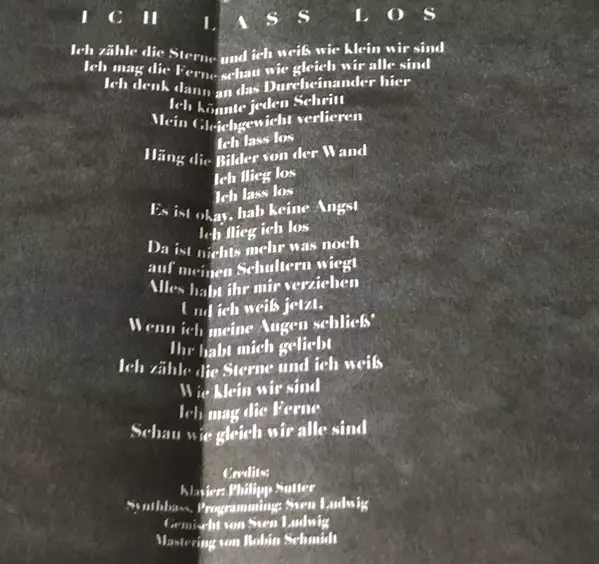 ICH LASS LOS
Ich zähle die Sterne und ich weiß wie klein wir sind
Ich mag die Ferne schau wie gleich wir alle sind
Ich denk dann an das Durcheinander hier
Ich könnte jeden Schritt
Mein Gleichgewicht verlieren
Ich lass los
Häng die Bilder von der Wand
Ich flieg los
Ich lass los
Es ist okay, hab keine Angst
Ich flieg ich los
Da ist nichts mehr was noch
auf meinen Schultern wiegt
Alles habt ihr mir verziehen
Und ich weiß jetzt,
Wenn ich meine Augen schließ'
Ihr habt mich geliebt
Ich zähle die Sterne und ich weiß
Wie klein wir sind
Ich mag die Ferne
Schau wie gleich wir alle sind
Credits:
Klavier: Philipp Sutter
Synthbass, Programming: Sven Ludwig
Gemischt von Sven Ludwig
Mastering von Robin Schmidt